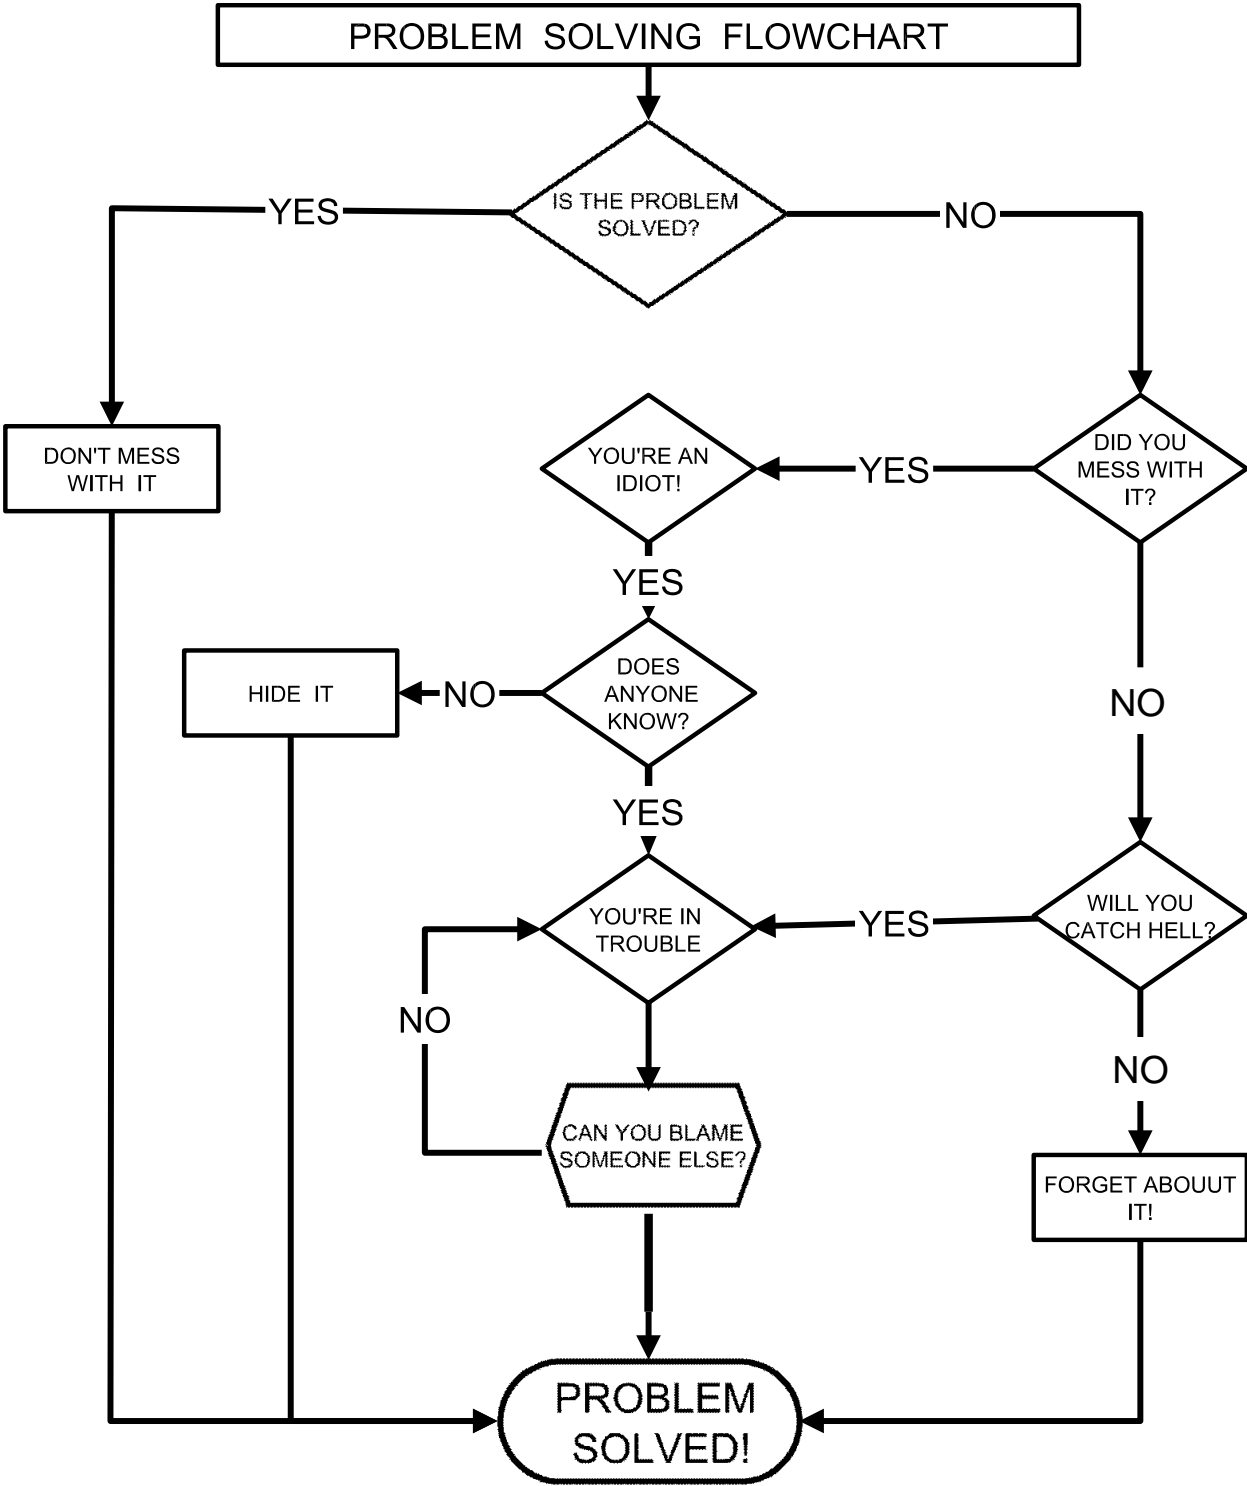 PROBLEM SOLVING FLOWCHART
IS THE PROBLEM
SOLVED?
YES
NO
DON'T MESS
WITH IT
YOU'RE AN
IDIOT!
YES
DID YOU
MESS WITH
IT?
YES
HIDE IT
NO
DOES
ANYONE
KNOW?
NO
YES
YOU'RE IN
TROUBLE
YES
WILL YOU
CATCH HELL?
NO
NO
CAN YOU BLAME
SOMEONE ELSE?
FORGET ABOUUT
IT!
PROBLEM
SOLVED!